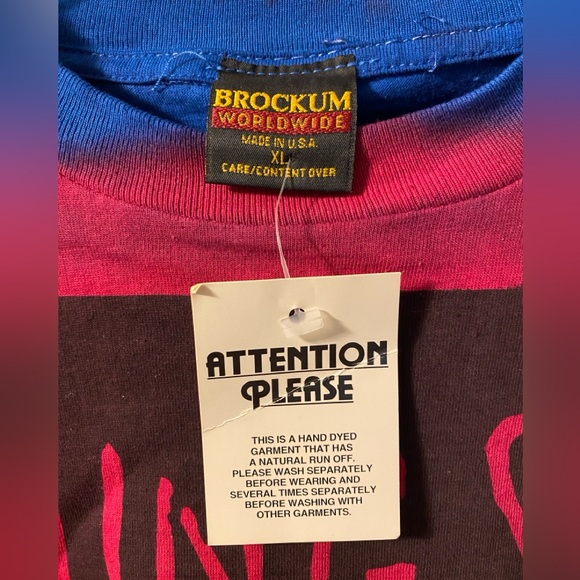 BROCKUM
WORLDWIDE
MADE IN U.S.A.
XL
CARE/CONTENT OVER
ATTENTION
PLEASE
THIS IS A HAND DYED
GARMENT THAT HAS
A NATURAL RUN OFF.
PLEASE WASH SEPARATELY
BEFORE WEARING AND
SEVERAL TIMES SEPARATELY
BEFORE WASHING WITH
OTHER GARMENTS.